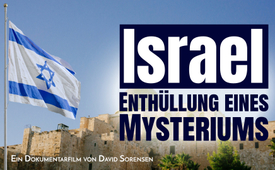 Israel
ENTHÜLLUNG EINES
MYSTERIUMS
EIN DOKUMENTARFILM VON DAVID SORENSEN